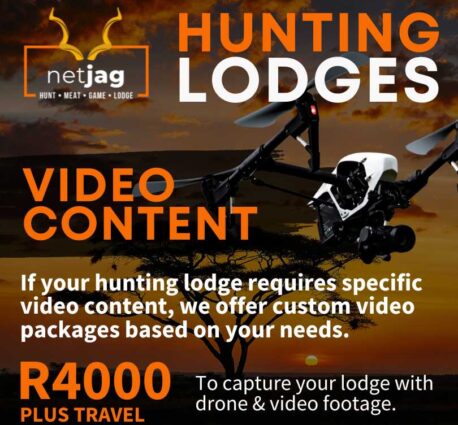 HUNTING
LODGES
netjag
HUNT • MEAT • GAME • LODGE
VIDEO
CONTENT
If your hunting lodge requires specific
video content, we offer custom video
packages based on your needs.
R4000
PLUS TRAVEL
To capture your lodge with
drone & video footage.